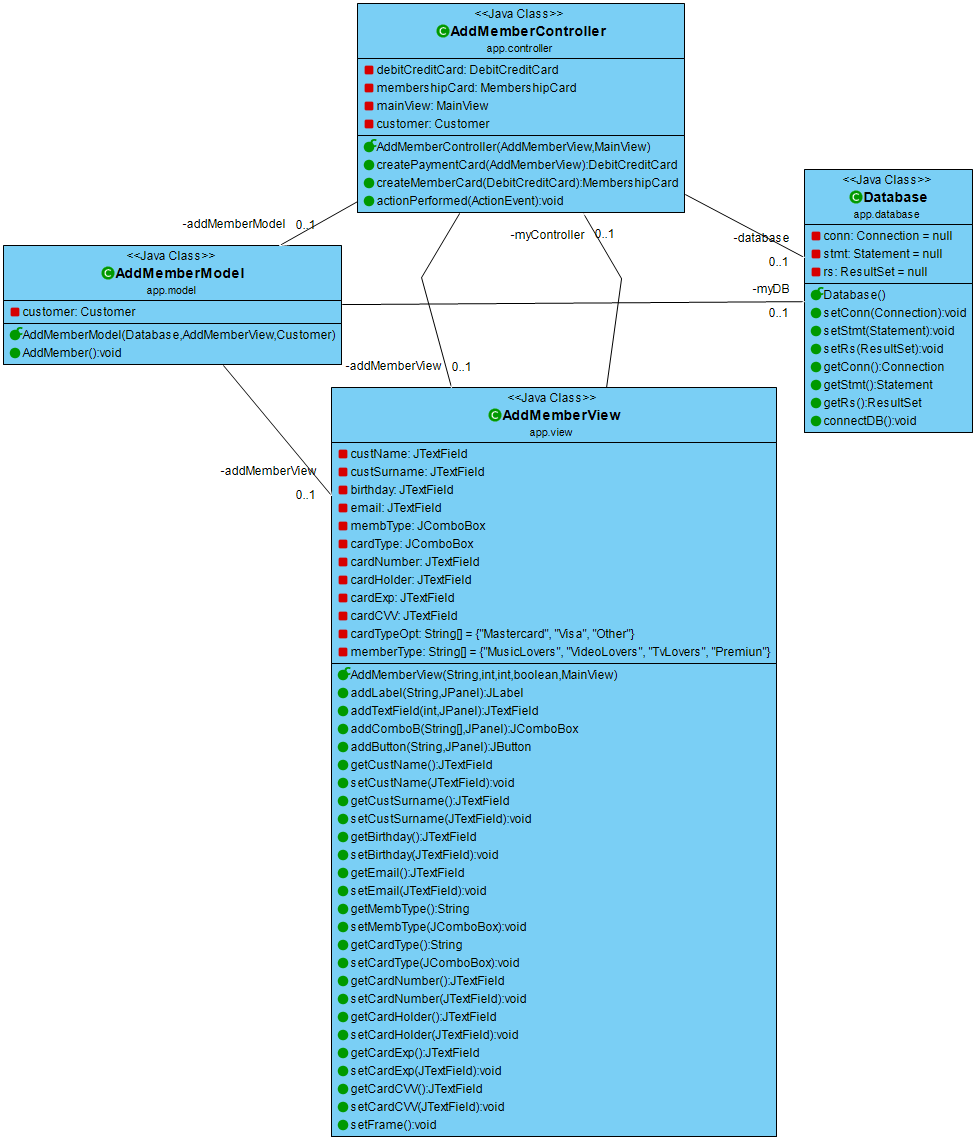 <<Java Class>>
AddMemberController
app.controller
debitCreditCard: DebitCreditCard
membershipCard: MembershipCard
mainView: MainView
customer: Customer
AddMemberController(AddMemberView,MainView)
createPaymentCard(AddMemberView):DebitCreditCard
createMemberCard(DebitCreditCard):MembershipCard
actionPerformed(ActionEvent):void
-addMemberModel 0..1
-myController 0..1
-database
0..1
<<Java Class>>
Database
app.database
conn: Connection = null
stmt: Statement = null
rs: ResultSet = null
Database()
setConn(Connection):void
setStmt(Statement):void
setRs(ResultSet):void
getConn():Connection
getStmt():Statement
getRs():ResultSet
connectDB():void
<<Java Class>>
AddMemberModel
app.model
customer: Customer
AddMemberModel(Database,AddMemberView,Customer)
AddMember():void
-myDB
0..1
-addMemberView 0..1
-addMemberView
0..1
<<Java Class>>
AddMemberView
app.view
custName: JTextField
custSurname: JTextField
birthday: JTextField
email: JTextField
membType: JComboBox
cardType: JComboBox
cardNumber: JTextField
cardHolder: JTextField
cardExp: JTextField
cardCVV: JTextField
cardTypeOpt: String[] = {"Mastercard", "Visa", "Other"}
memberType: String[] = {"MusicLovers", "VideoLovers", "TvLovers", "Premiun"}
AddMemberView(String,int,int,boolean,MainView)
addLabel(String,JPanel):JLabel
addTextField(int,JPanel):JTextField
addComboB(String[],JPanel):JComboBox
addButton(String,JPanel):JButton
getCustName():JTextField
setCustName(JTextField):void
getCustSurname():JTextField
setCustSurname(JTextField):void
getBirthday():JTextField
setBirthday(JTextField):void
getEmail():JTextField
setEmail(JTextField):void
getMembType():String
setMembType(JComboBox):void
getCardType():String
setCardType(JComboBox):void
getCardNumber():JTextField
setCardNumber(JTextField):void
getCardHolder():JTextField
setCardHolder(JTextField):void
getCardExp():JTextField
setCardExp(JTextField):void
getCardCVV():JTextField
setCardCVV(JTextField):void
setFrame():void